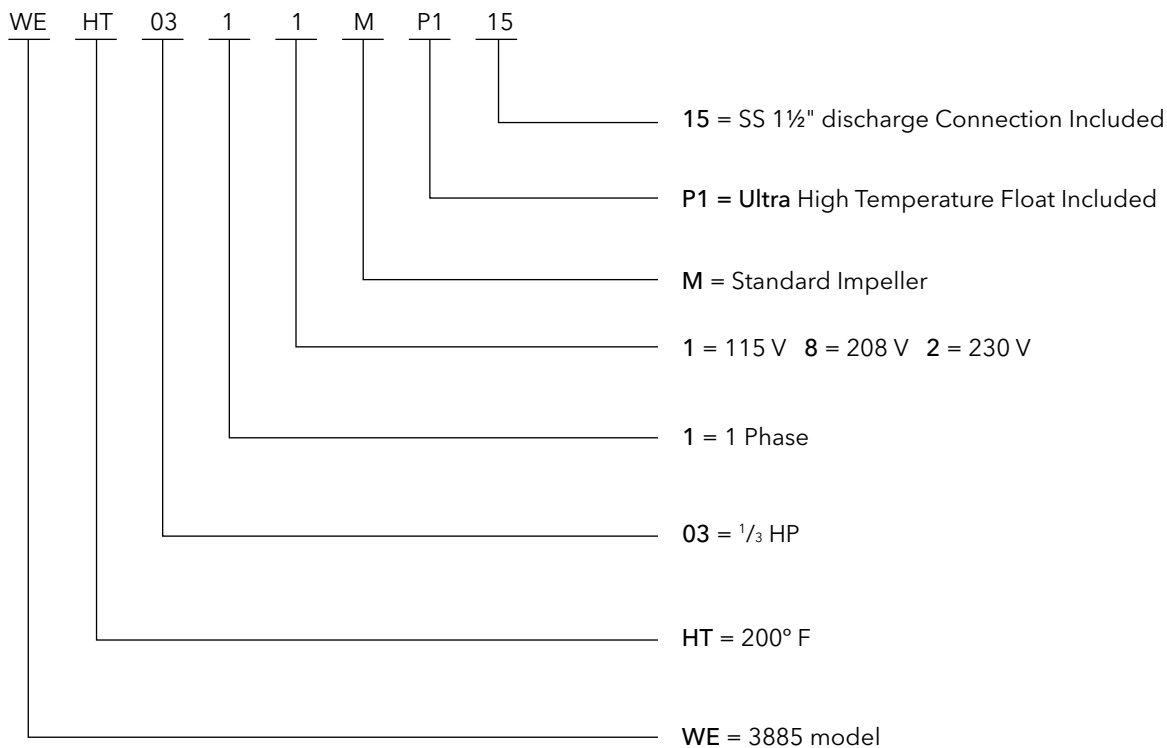 WE HT 03 1 1 M P1 15
15 = SS 1½" discharge Connection Included
P1 = Ultra High Temperature Float Included
M = Standard Impeller
1 = 115 V 8 = 208 V 2 = 230 V
1 = 1 Phase
03 = 1/3 HP
HT = 200º F
WE = 3885 model